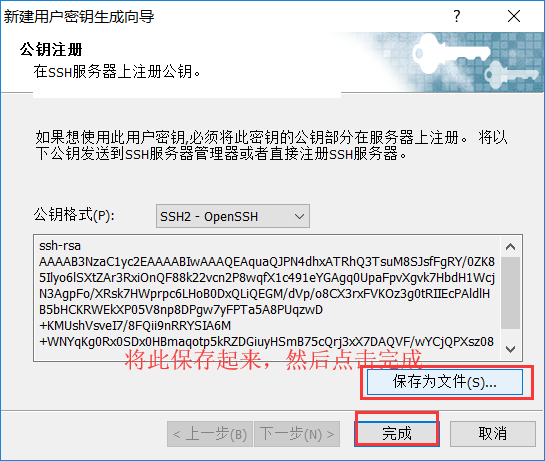 新建用户密钥生成向导
公钥注册
在SSH服务器上注册公钥。
如果想使用此用户密钥,必须将此密钥的公钥部分在服务器上注册。 将以
下公钥发送到SSH服务器管理器或者直接注册SSH服务器。
公钥格式(P):
SSH2 - OpenSSH
ssh-rsa
AAAAB3NzaC1yc2EAAAABIwAAAQEAquaQJPN4dhxATRhQ3TsuM8SJsfFgRY/0ZK8
5Ilyo6lSXtZAr3RxiOnQF88k22vcn2P8wqfX1c491eYGAgq0UpaFpvXgvk7HbdH1Wcj
N3AgpFo/XRsk7HWprpc6LHoB0DxQLiQEGM/dVp/o8CX3rxFVKOz3g0tRIIEcPAldlH
B5bHCKRWEkXP05V8np8DPgw7yFPTa5A8PUqzwD
+KMUshVsveI7/8FQii9nRRYSIA6M
+WNYqKg0Rx0SDx0HBmaqotp5kRZDGiuyHSmB75cQrj3xX7DAQVF/wYCjQPXsz08
将此保存起来，然后点击完成
保存为文件(S)...
< 上一步(B)
下一步(N) >
完成
取消